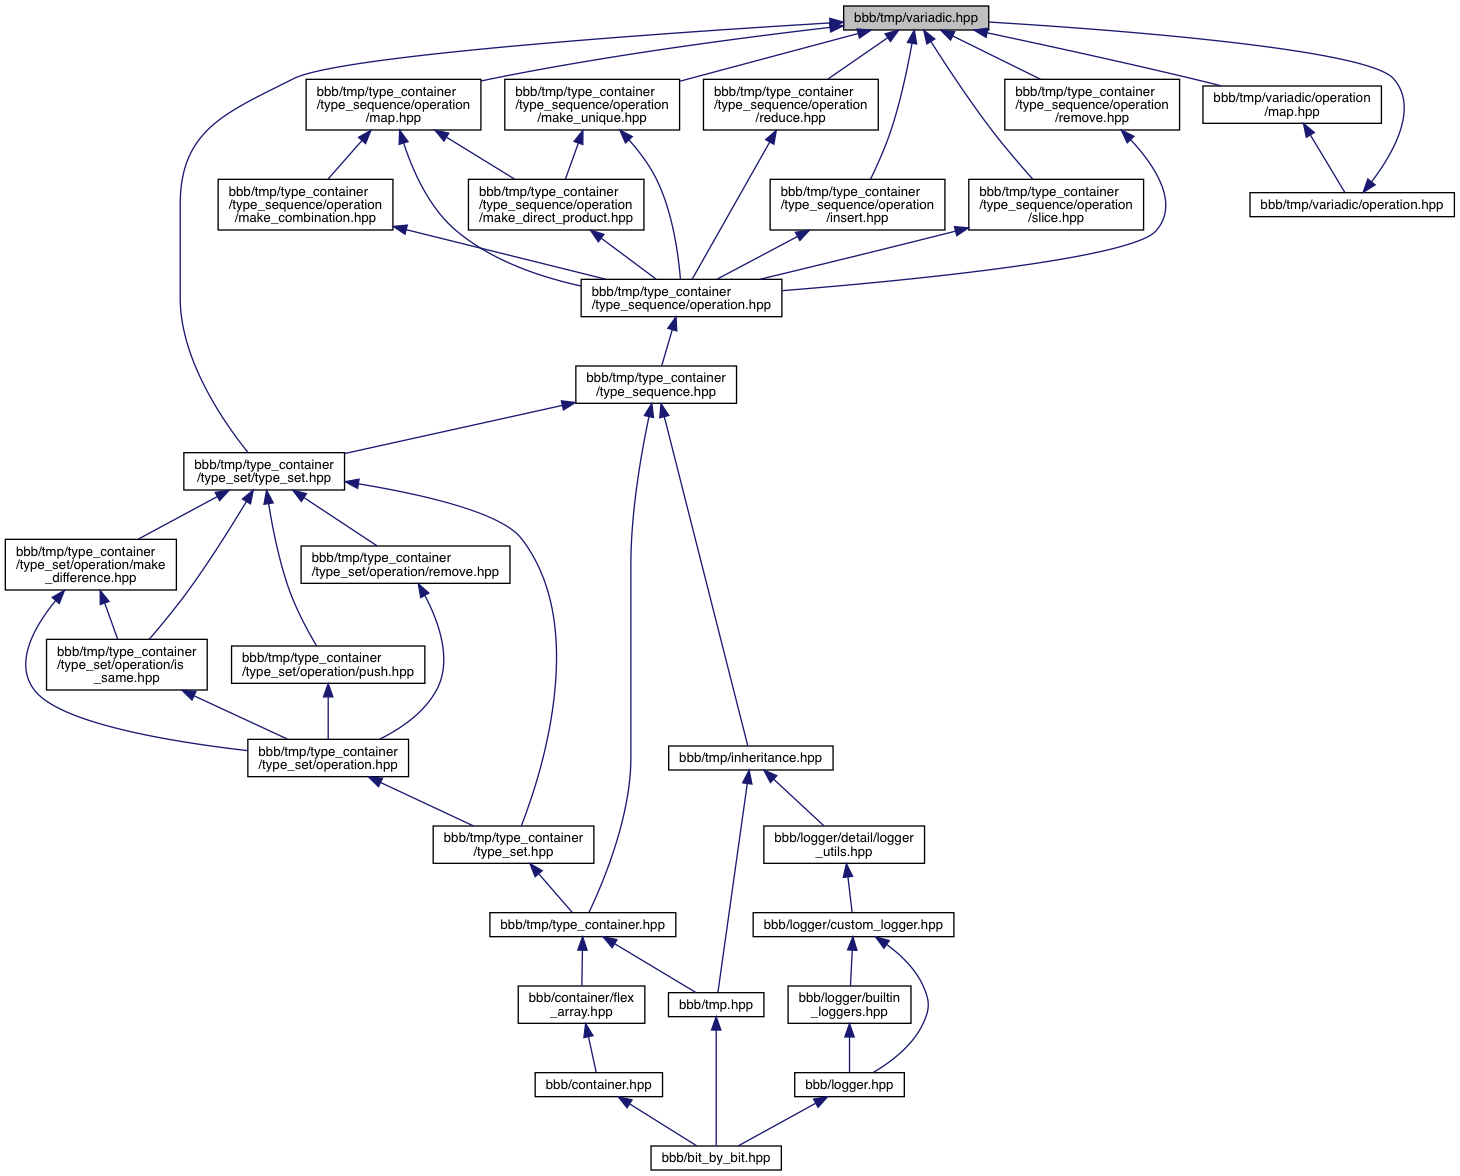 bbb/tmp/variadic.hpp
bbb/tmp/type_container
/type_sequence/operation
/map.hpp
bbb/tmp/type_container
/type_sequence/operation
/make_unique.hpp
bbb/tmp/type_container
/type_sequence/operation
/reduce.hpp
bbb/tmp/type_container
/type_sequence/operation
/remove.hpp
bbb/tmp/variadic/operation
/map.hpp
bbb/tmp/type_container
/type_sequence/operation
/make_combination.hpp
bbb/tmp/type_container
/type_sequence/operation
/make_direct_product.hpp
bbb/tmp/type_container
/type_sequence/operation
/insert.hpp
bbb/tmp/type_container
/type_sequence/operation
/slice.hpp
bbb/tmp/variadic/operation.hpp
bbb/tmp/type_container
/type_sequence/operation.hpp
bbb/tmp/type_container
/type_sequence.hpp
bbb/tmp/type_container
/type_set/type_set.hpp
bbb/tmp/type_container
/type_set/operation/make
_difference.hpp
bbb/tmp/type_container
/type_set/operation/remove.hpp
bbb/tmp/type_container
/type_set/operation/is
_same.hpp
bbb/tmp/type_container
/type_set/operation/push.hpp
bbb/tmp/type_container
/type_set/operation.hpp
bbb/tmp/inheritance.hpp
bbb/tmp/type_container
/type_set.hpp
bbb/logger/detail/logger
_utils.hpp
bbb/tmp/type_container.hpp
bbb/logger/custom_logger.hpp
bbb/container/flex
_array.hpp
bbb/tmp.hpp
bbb/logger/builtin
_loggers.hpp
bbb/container.hpp
bbb/logger.hpp
bbb/bit_by_bit.hpp